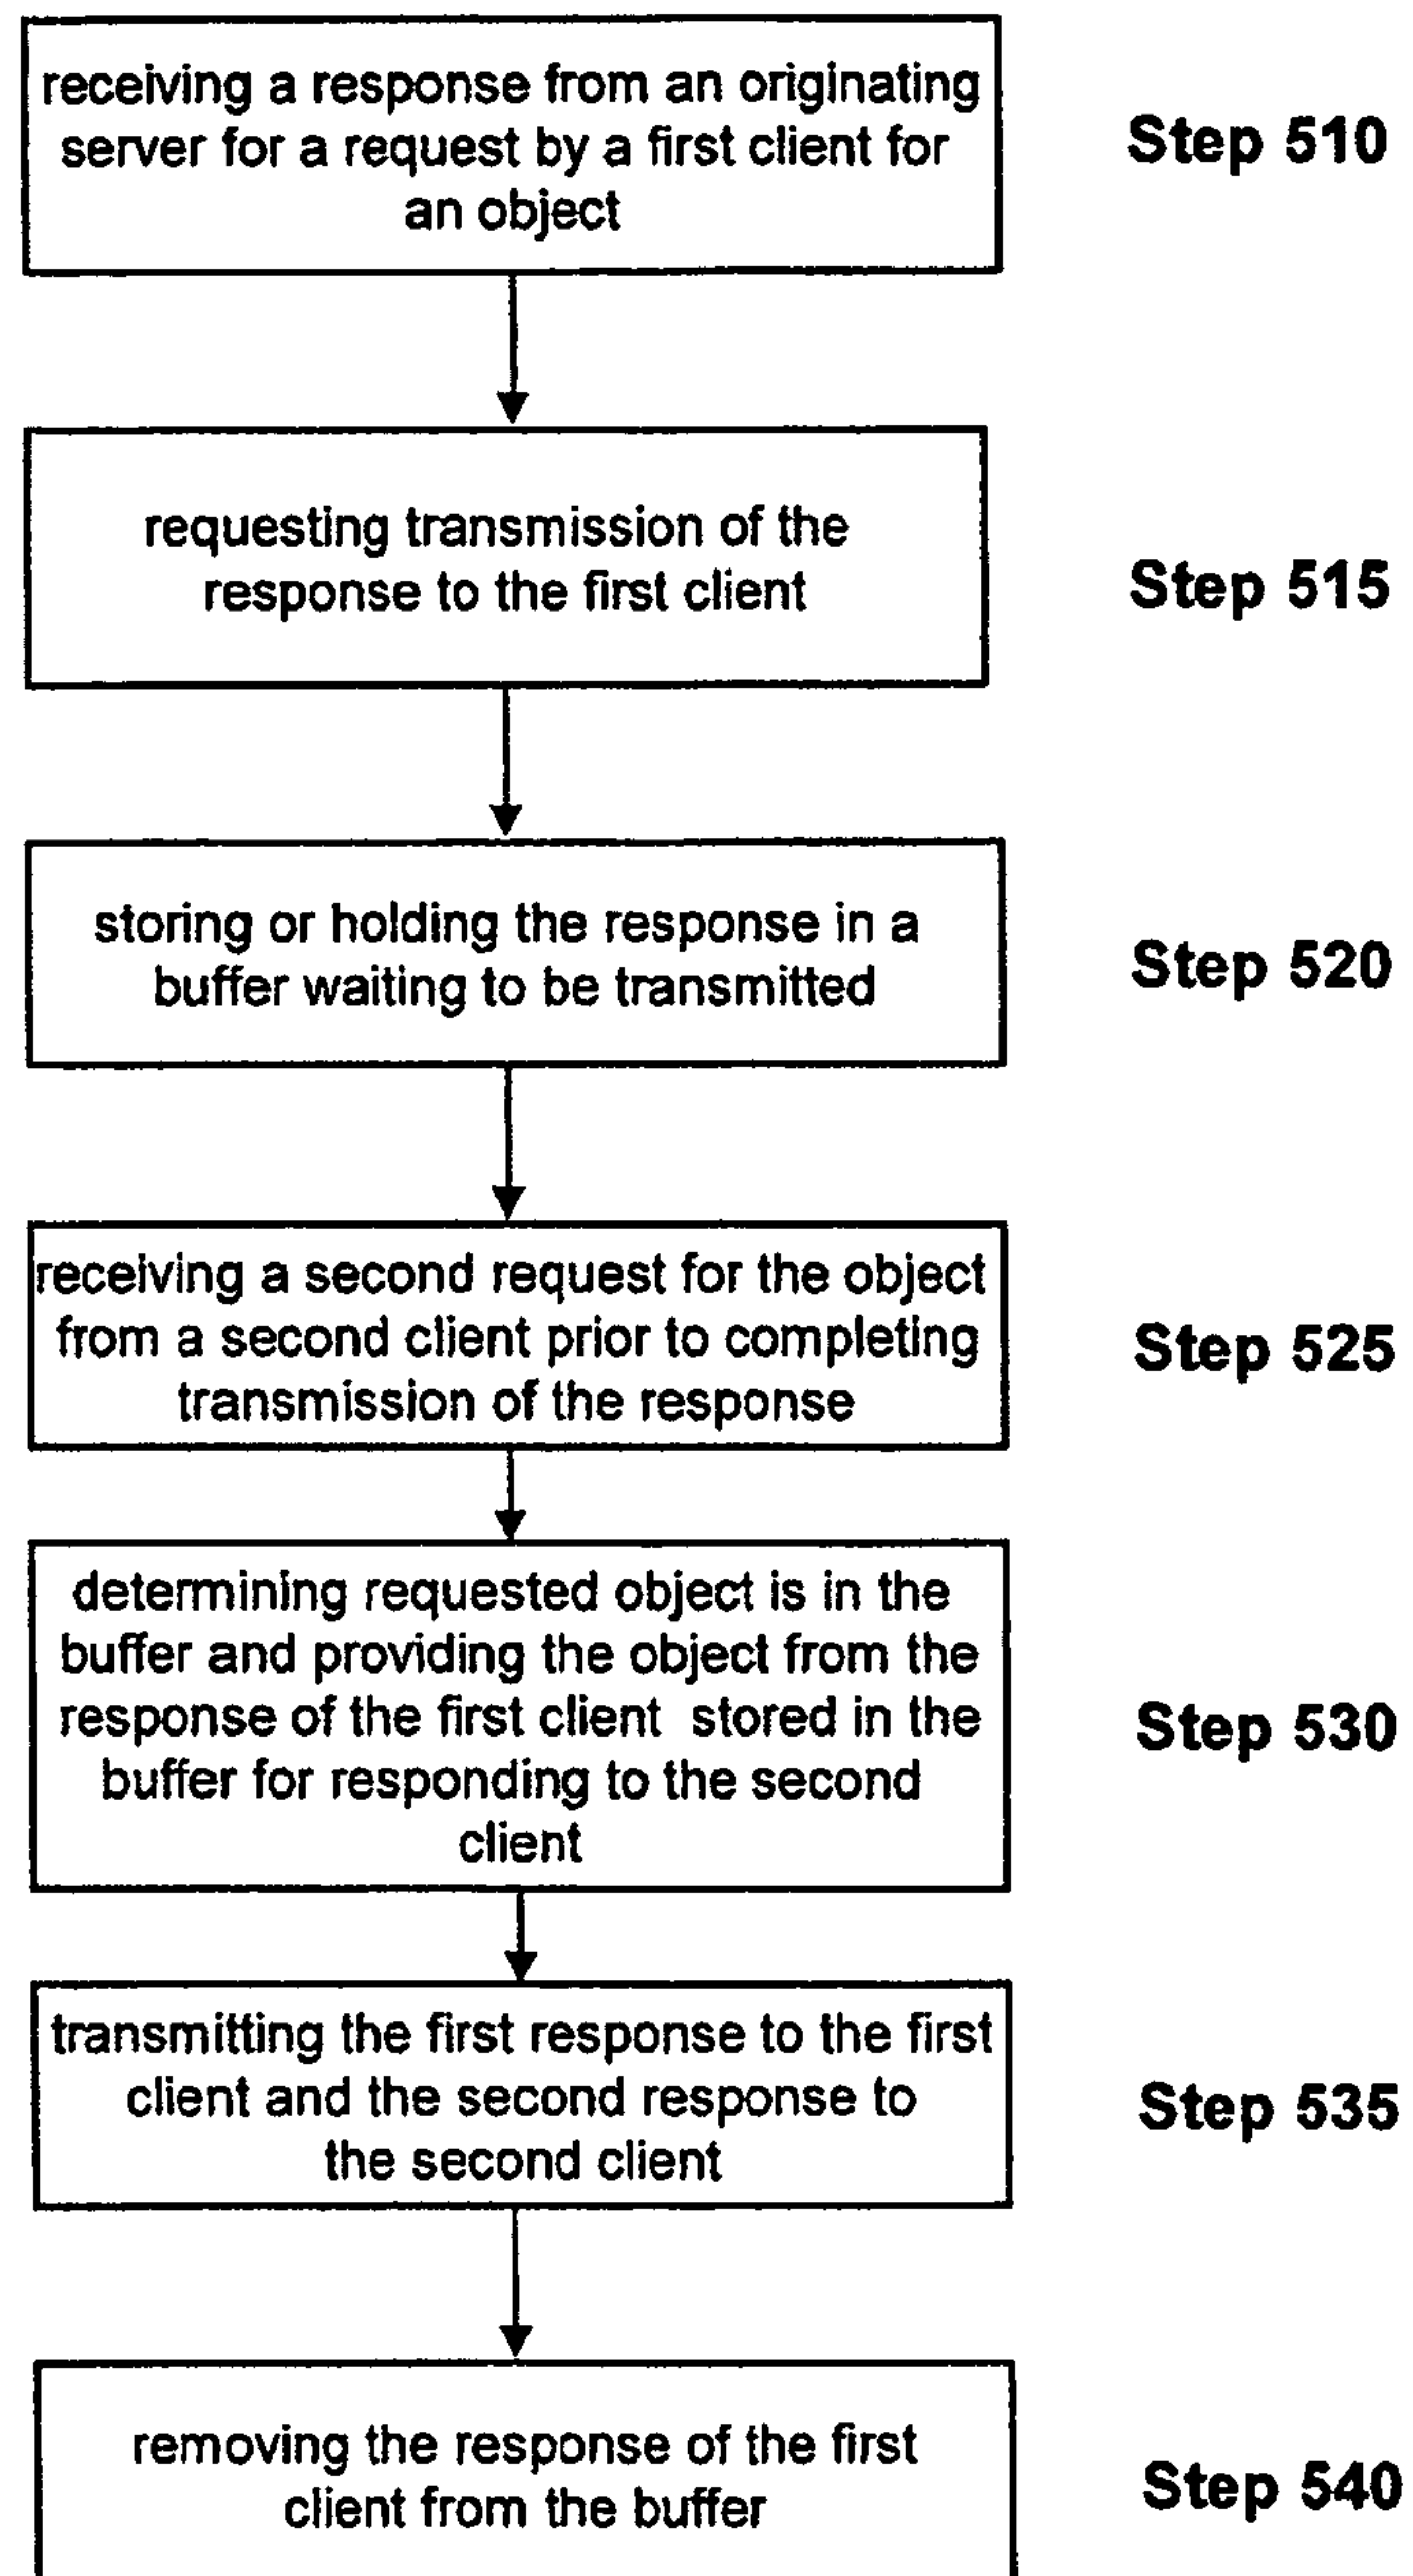 receiving a response from an originating
server for a request by a first client for
an object
Step 510
requesting transmission of the
response to the first client
Step 515
storing or holding the response in a
buffer waiting to be transmitted
Step 520
receiving a second request for the object
from a second client prior to completing
transmission of the response
Step 525
determining requested object is in the
buffer and providing the object from the
response of the first client stored in the
buffer for responding to the second
client
Step 530
transmitting the first response to the first
client and the second response to
the second client
Step 535
removing the response of the first
client from the buffer
Step 540